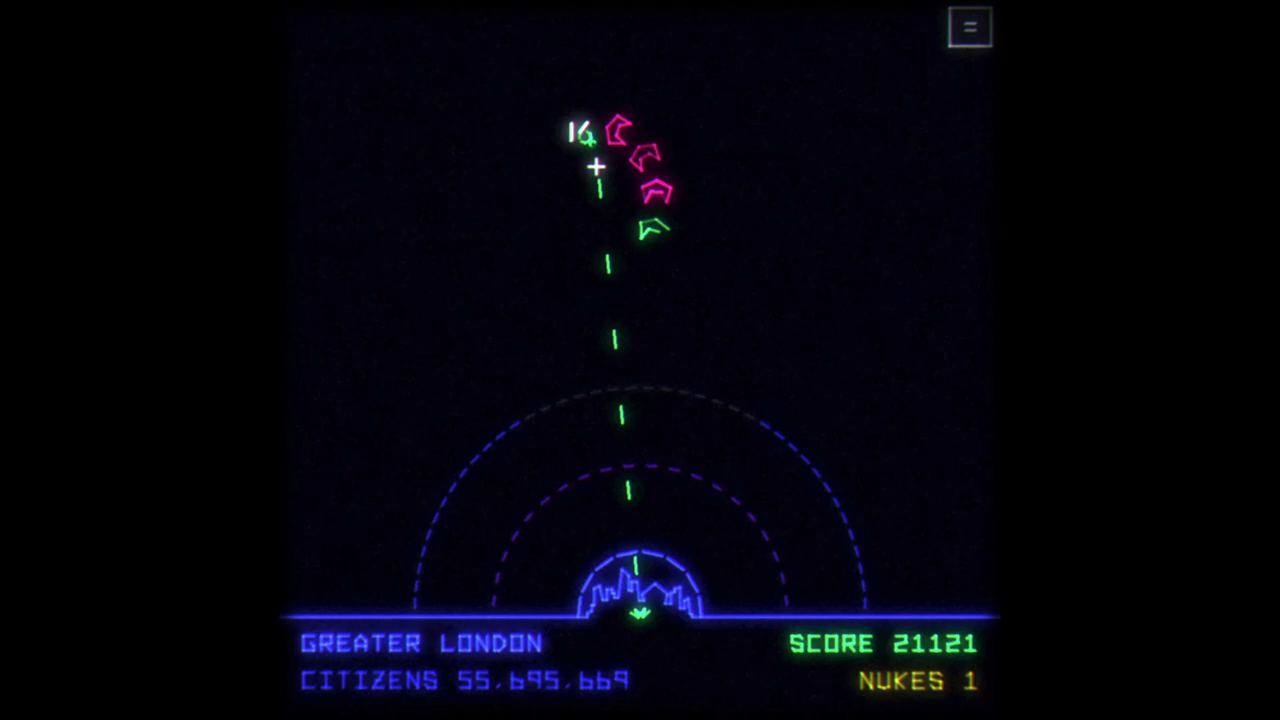 =
16
GREATER LONDON
SCORE 21121
CITIZENS 55,695,669
NUKES 1